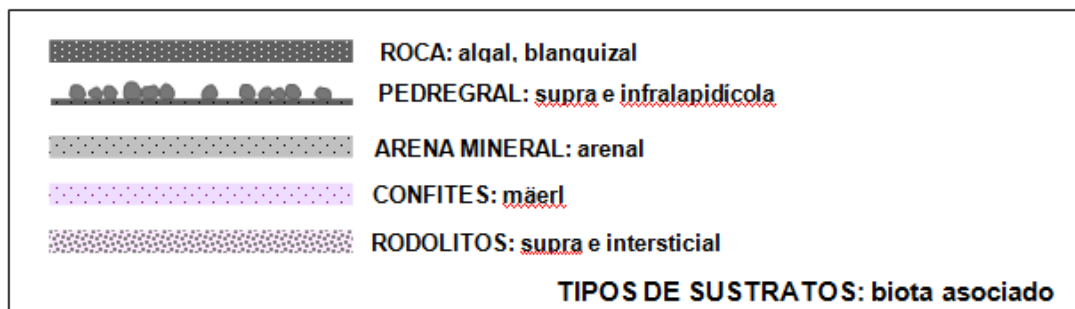 ROCA: algal, blanquizal
PEDREGRAL: supra e infralapidícola
ARENA MINERAL: arenal
CONFITES: mäerl
RODOLITOS: supra e intersticial
TIPOS DE SUSTRATOS: biota asociado